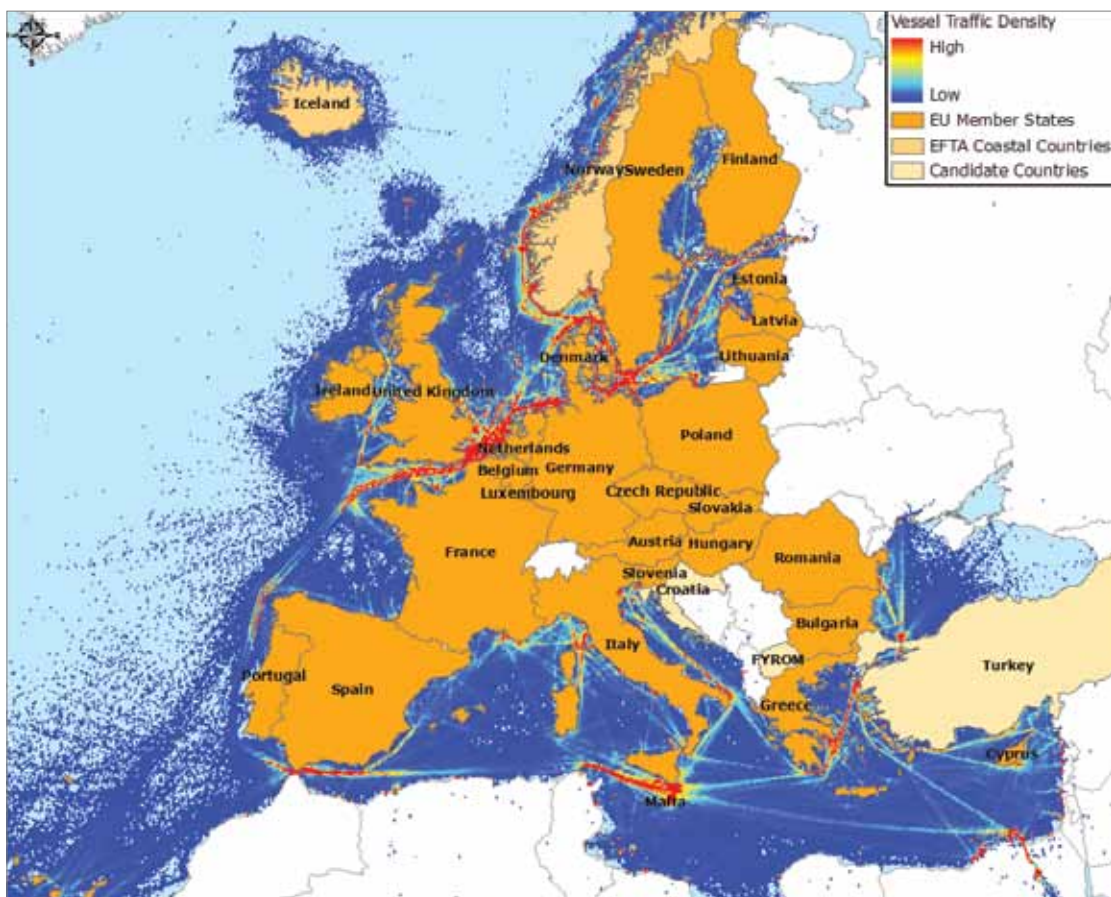 Vessel Traffic Density
High
Low
EU Member States
EFTA Coastal Countries
Candidate Countries
S
Iceland
Norway Sweden Finland
Estonia
Latvia
Lithuania
Denmark
Ireland United Kingdom
Netherlands
Belgium Germany
Luxembourg
Poland
Czech Republic
Slovakia
Austria Hungary
France
Romania
Slovenia
Croatia
Italy
Bulgaria
FYROM
Portugal
Spain
Greece
Turkey
Cyprus
Malta